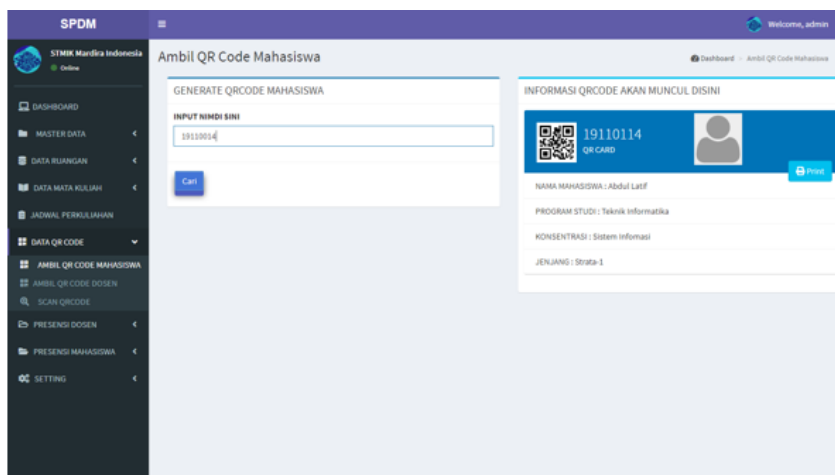 SPDM
Welcome, admin
STMIK Mardira Indonesia
Online
Ambil QR Code Mahasiswa
Dashboard > Ambil QR Code Mahasiswa
DASHBOARD
MASTER DATA
DATA RUANGAN
DATA MATA KULIAH
JADWAL PERKULIAHAN
DATA QR CODE
AMBIL QR CODE MAHASISWA
AMBIL QR CODE DOSEN
SCAN QRCODE
PRESENSI DOSEN
PRESENSI MAHASISWA
SETTING
GENERATE QRCODE MAHASISWA
INPUT NIMDI SINI
19110014
Cari
INFORMASI QRCODE AKAN MUNCUL DISINI
19110114
QR CARD
Print
NAMA MAHASISWA : Abdul Latif
PROGRAM STUDI : Teknik Informatika
KONSENTRASI : Sistem Infomasi
JENJANG : Strata-1